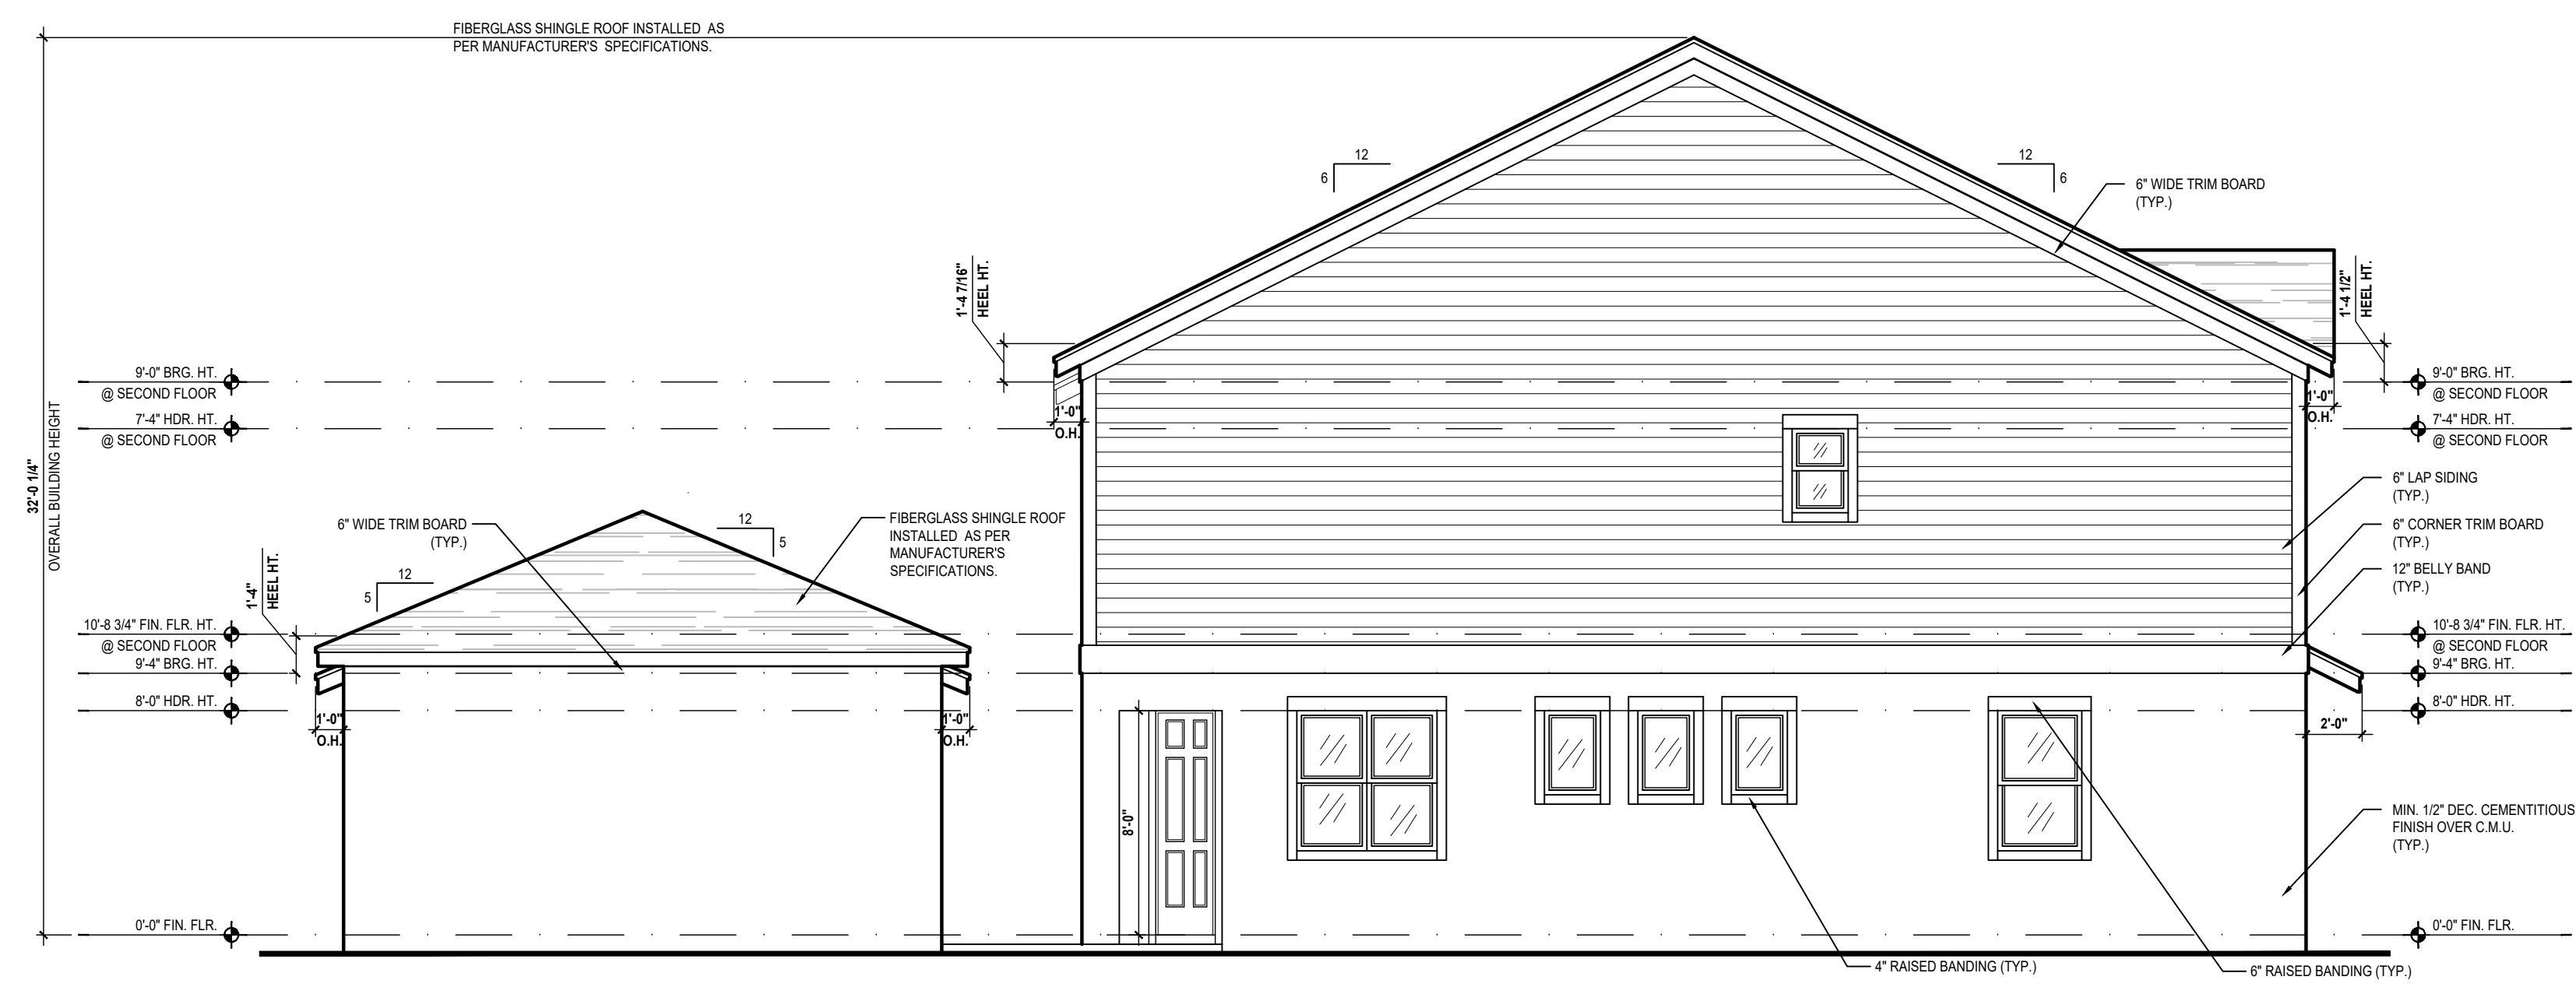 FIBERGLASS SHINGLE ROOF INSTALLED AS
PER MANUFACTURER'S SPECIFICATIONS.
12
6
12
6
6" WIDE TRIM BOARD
(TYP.)
1'-4 7/16"
HEEL HT.
1'-4 1/2"
HEEL HT.
9'-0" BRG. HT.
@ SECOND FLOOR
7'-4" HDR. HT.
@ SECOND FLOOR
1'-0"
O.H.
1'-0"
O.H.
9'-0" BRG. HT.
@ SECOND FLOOR
7'-4" HDR. HT.
@ SECOND FLOOR
32'-0 1/4"
OVERALL BUILDING HEIGHT
6" LAP SIDING
(TYP.)
6" CORNER TRIM BOARD
(TYP.)
12" BELLY BAND
(TYP.)
6" WIDE TRIM BOARD
(TYP.)
12
5
FIBERGLASS SHINGLE ROOF
INSTALLED AS PER
MANUFACTURER'S
SPECIFICATIONS.
12
5
1'-4"
HEEL HT.
10'-8 3/4" FIN. FLR. HT.
@ SECOND FLOOR
9'-4" BRG. HT.
8'-0" HDR. HT.
10'-8 3/4" FIN. FLR. HT.
@ SECOND FLOOR
9'-4" BRG. HT.
8'-0" HDR. HT.
1'-0"
O.H.
1'-0"
O.H.
2'-0"
8'-0"
MIN. 1/2" DEC. CEMENTITIOUS
FINISH OVER C.M.U.
(TYP.)
0'-0" FIN. FLR.
0'-0" FIN. FLR.
4" RAISED BANDING (TYP.)
6" RAISED BANDING (TYP.)